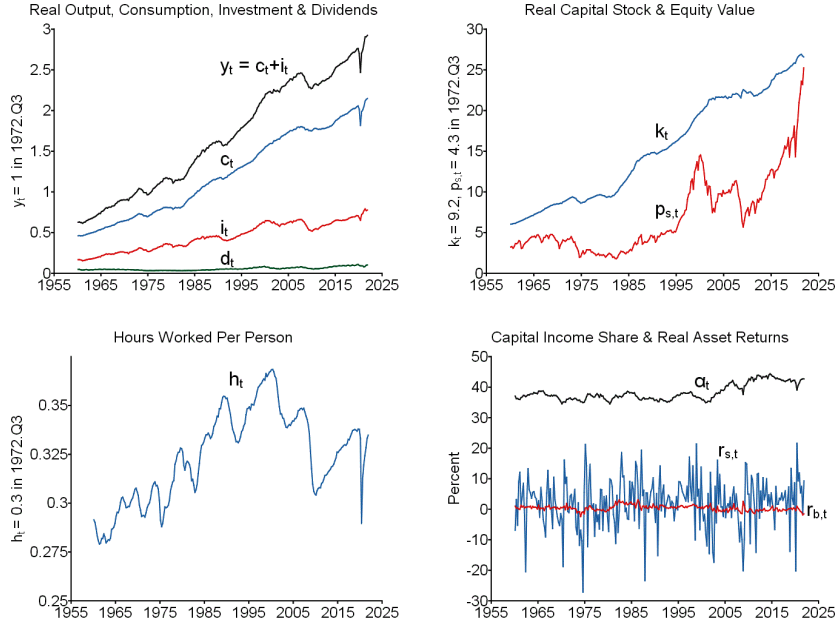 Real Output, Consumption, Investment & Dividends
yₜ = 1 in 1972.Q3
3
2.5
2
1.5
1
0.5
0
yₜ = cₜ+iₜ
cₜ
iₜ
dₜ
1955 1965 1975 1985 1995 2005 2015 2025
Real Capital Stock & Equity Value
kₜ = 9.2, pₛ,ₜ = 4.3 in 1972.Q3
30
25
20
15
10
5
0
kₜ
pₛ,ₜ
1955 1965 1975 1985 1995 2005 2015 2025
Hours Worked Per Person
hₜ = 0.3 in 1972.Q3
0.35
0.325
0.3
0.275
0.25
hₜ
1955 1965 1975 1985 1995 2005 2015 2025
Capital Income Share & Real Asset Returns
Percent
50
40
30
20
10
0
-10
-20
-30
αₜ
rₛ,ₜ
r_b,t
1955 1965 1975 1985 1995 2005 2015 2025